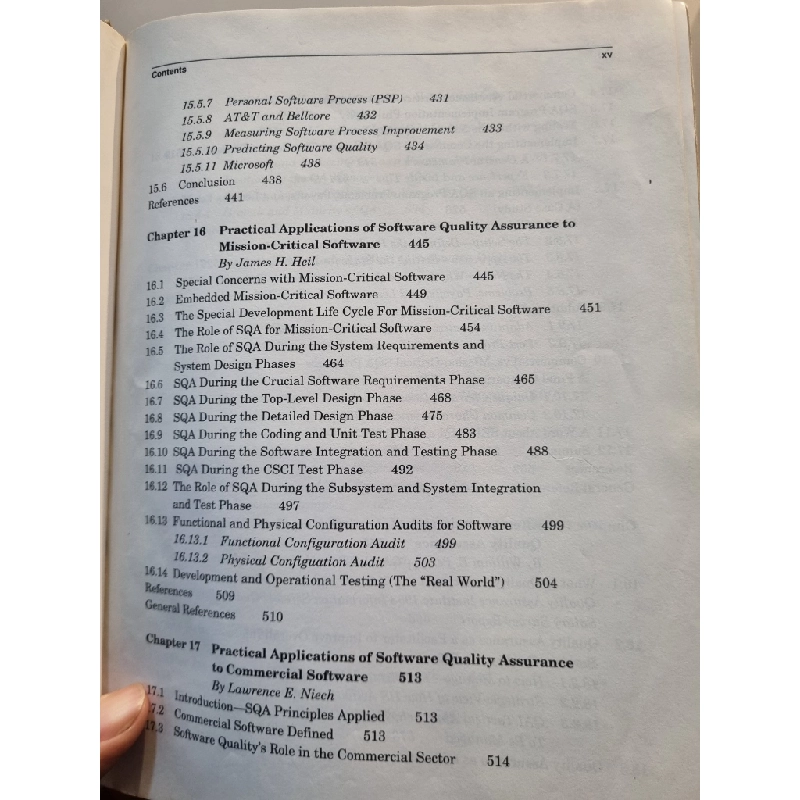 Contents xv
15.5.7 Personal Software Process (PSP) 431
15.5.8 AT&T and Bellcore 432
15.5.9 Measuring Software Process Improvement 433
15.5.10 Predicting Software Quality 434
15.5.11 Microsoft 438
15.6 Conclusion 438
References 441
Chapter 16 Practical Applications of Software Quality Assurance to
Mission-Critical Software 445
By James H. Heil
16.1 Special Concerns with Mission-Critical Software 445
16.2 Embedded Mission-Critical Software 449
16.3 The Special Development Life Cycle For Mission-Critical Software 451
16.4 The Role of SQA for Mission-Critical Software 454
16.5 The Role of SQA During the System Requirements and
System Design Phases 464
16.6 SQA During the Crucial Software Requirements Phase 465
16.7 SQA During the Top-Level Design Phase 468
16.8 SQA During the Detailed Design Phase 475
16.9 SQA During the Coding and Unit Test Phase 483
16.10 SQA During the Software Integration and Testing Phase 488
16.11 SQA During the CSCI Test Phase 492
16.12 The Role of SQA During the Subsystem and System Integration
and Test Phase 497
16.13 Functional and Physical Configuration Audits for Software 499
16.13.1 Functional Configuration Audit 499
16.13.2 Physical Configuation Audit 503
16.14 Development and Operational Testing (The "Real World") 504
References 509
General References 510
Chapter 17 Practical Applications of Software Quality Assurance
to Commercial Software 513
By Lawrence E. Niech
17.1 Introduction—SQA Principles Applied 513
17.2 Commercial Software Defined 513
17.3 Software Quality's Role in the Commercial Sector 514